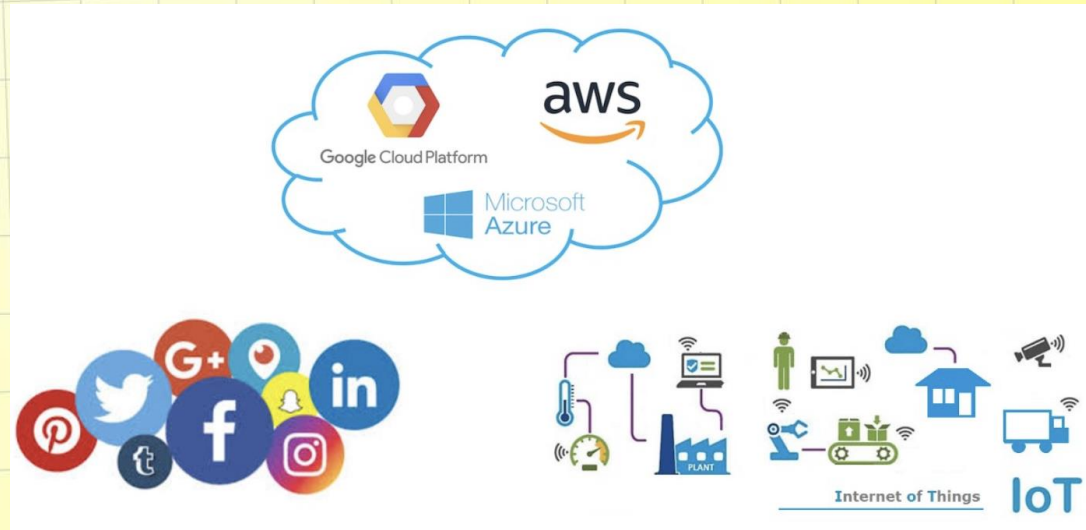 aws
Google Cloud Platform
Microsoft
Azure
G+
in
f
t
PLANT
Internet of Things
IoT